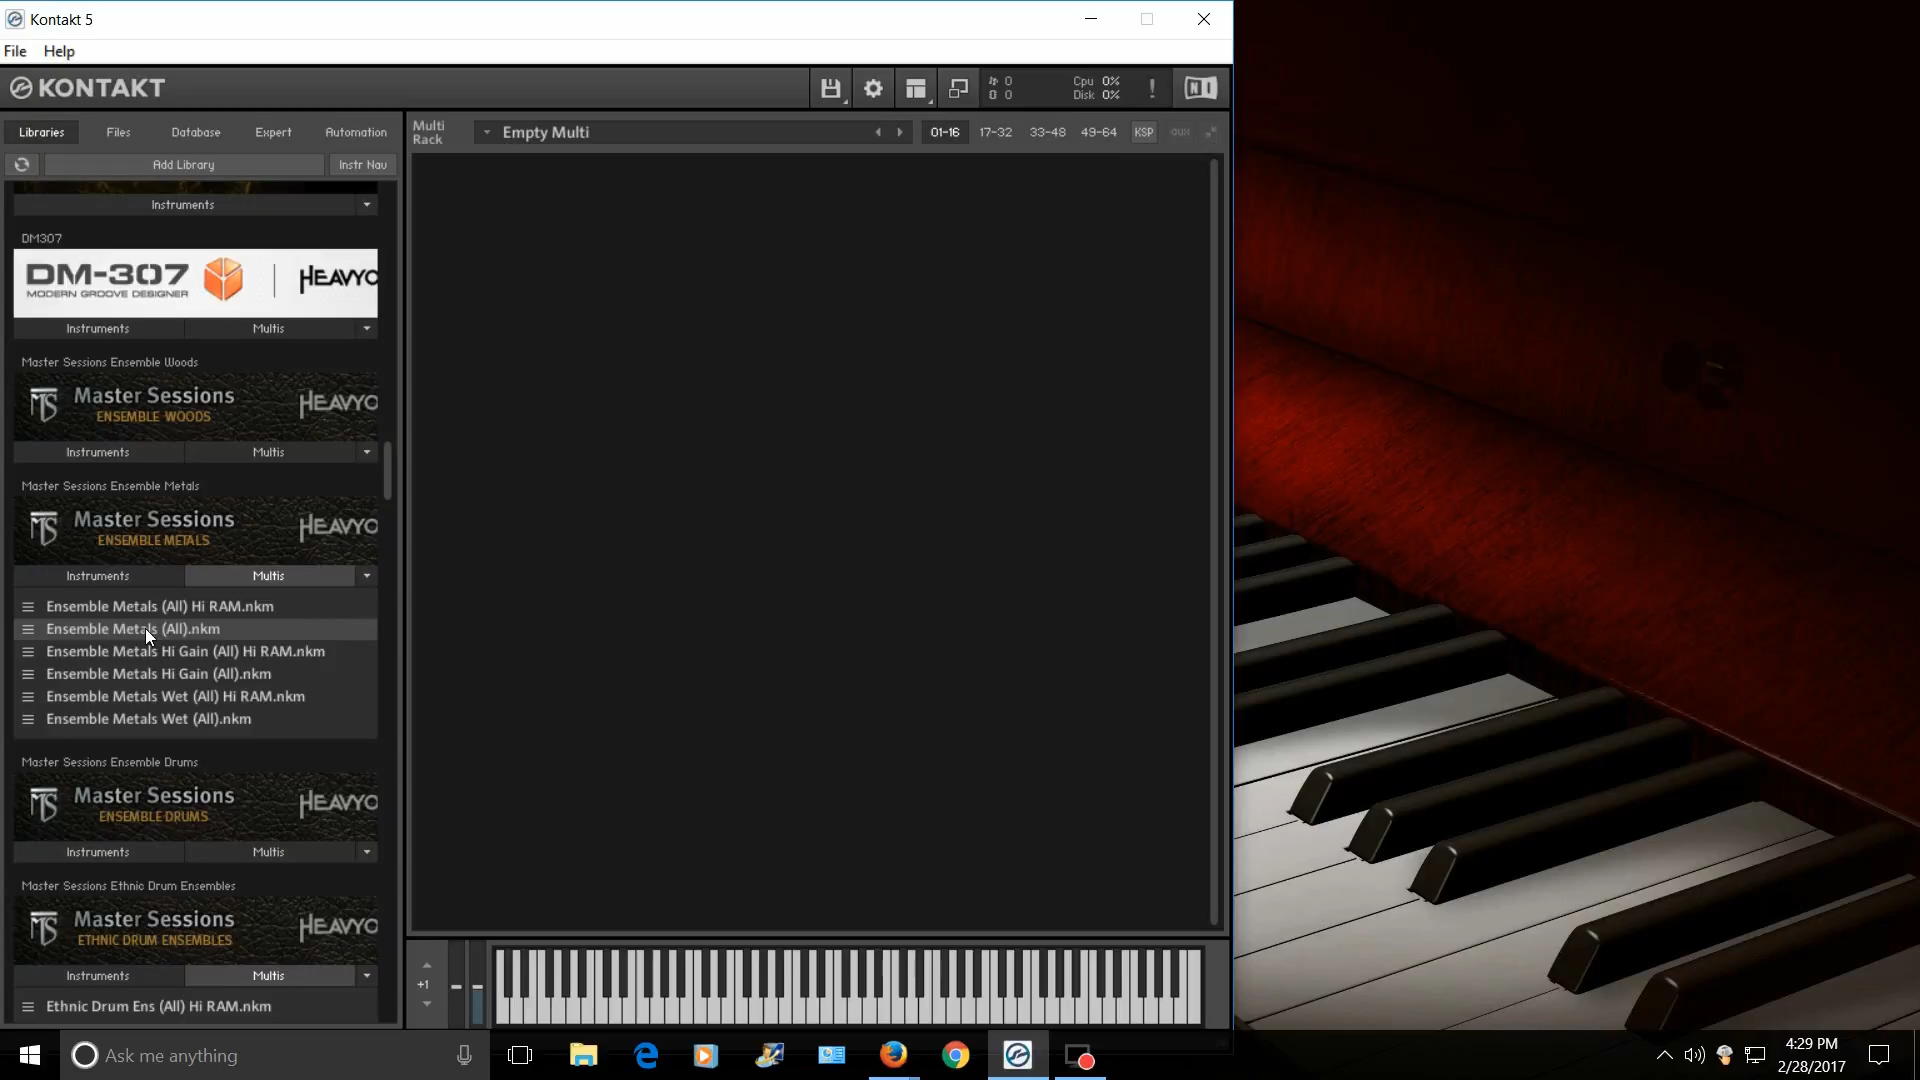 Kontakt 5
File Help
KONTAKT
0
0
Cpu 0%
Disk 0%
!
NI
Libraries Files Database Expert Automation
Multi Rack
Empty Multi
01-16 17-32 33-48 49-64 KSP AUX
Add Library
Instr Nav
Instruments
DM307
DM-307 HEAVYO
MODERN GROOVE DESIGNER
Instruments Multis
Master Sessions Ensemble Woods
Master Sessions HEAVYO
ENSEMBLE WOODS
Instruments Multis
Master Sessions Ensemble Metals
Master Sessions HEAVYO
ENSEMBLE METALS
Instruments Multis
Ensemble Metals (All) Hi RAM.nkm
Ensemble Metals (All).nkm
Ensemble Metals Hi Gain (All) Hi RAM.nkm
Ensemble Metals Hi Gain (All).nkm
Ensemble Metals Wet (All) Hi RAM.nkm
Ensemble Metals Wet (All).nkm
Master Sessions Ensemble Drums
Master Sessions HEAVYO
ENSEMBLE DRUMS
Instruments Multis
Master Sessions Ethnic Drum Ensembles
Master Sessions HEAVYO
ETHNIC DRUM ENSEMBLES
Instruments Multis
Ethnic Drum Ens (All) Hi RAM.nkm
+1
Ask me anything
4:29 PM
2/28/2017